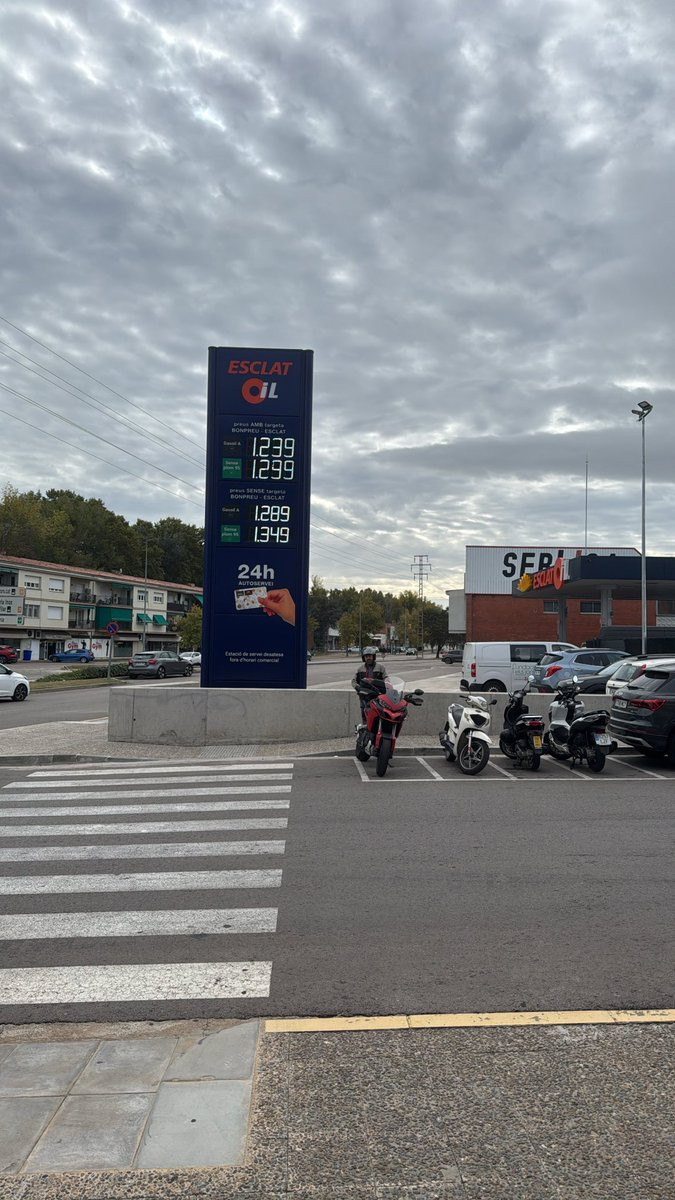 ESCLAT
OIL
preus AMB targeta
BONPREU - ESCLAT
Gasoil A 1.239
Sense plom 95 1.299
preus SENSE targeta
BONPREU - ESCLAT
Gasoil A 1.289
Sense plom 95 1.349
24h
AUTOSERVEI
Estació de servei desatesa
fora d'horari comercial
ESCLAT OIL